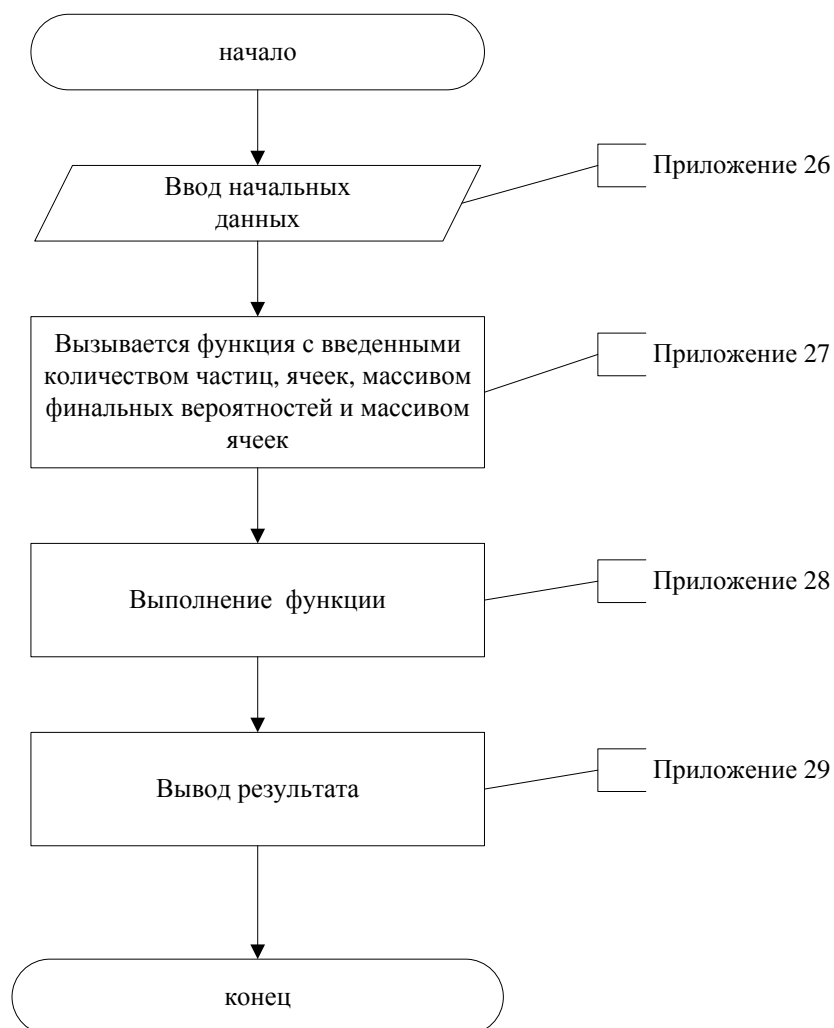 начало
Ввод начальных
данных
Приложение 26
Вызывается функция с введенными
количеством частиц, ячеек, массивом
финальных вероятностей и массивом
ячеек
Приложение 27
Выполнение функции
Приложение 28
Вывод результата
Приложение 29
конец